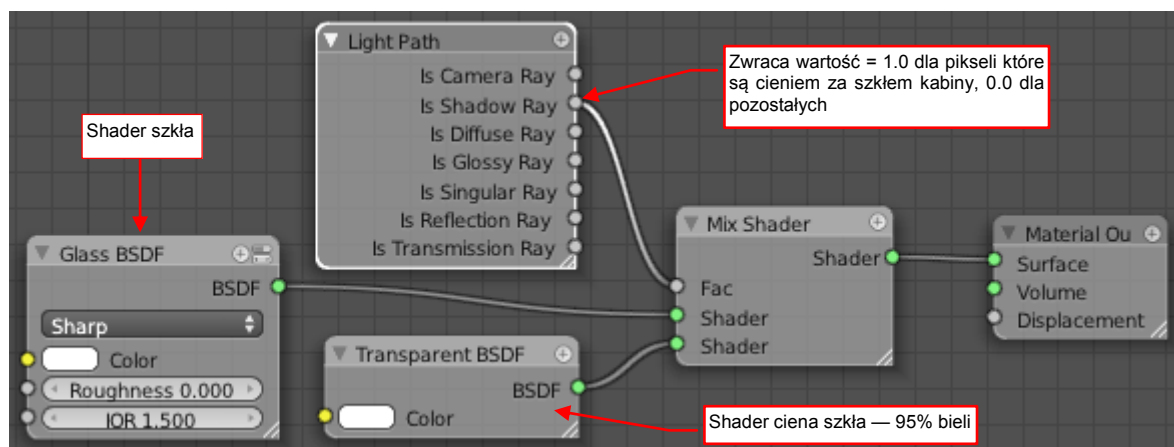 Light Path
Is Camera Ray
Is Shadow Ray
Is Diffuse Ray
Is Glossy Ray
Is Singular Ray
Is Reflection Ray
Is Transmission Ray
Zwraca wartość = 1.0 dla pikseli które
są cieniem za szkłem kabiny, 0.0 dla
pozostałych
Shader szkła
Glass BSDF
BSDF
Sharp
Color
Roughness 0.000
IOR 1.500
Transparent BSDF
BSDF
Color
Shader ciena szkła — 95% bieli
Mix Shader
Shader
Fac
Shader
Shader
Material Ou
Surface
Volume
Displacement